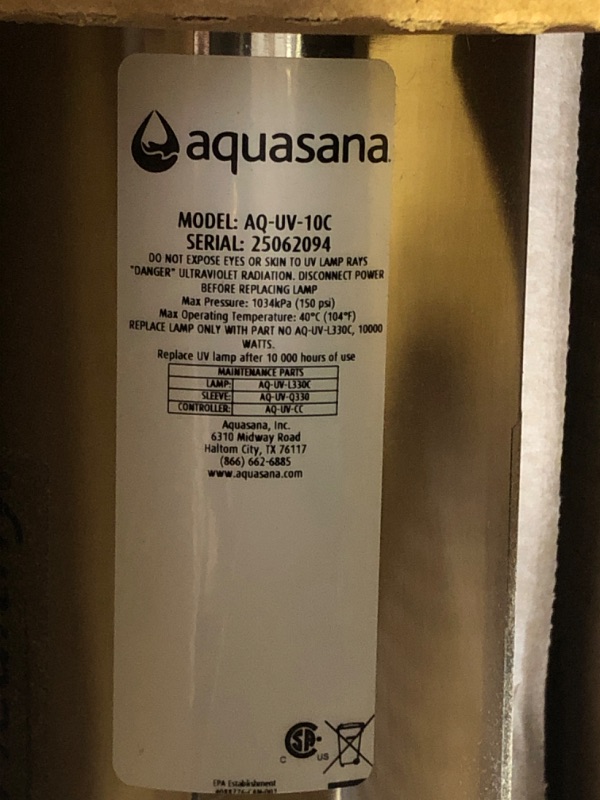 aquasana
MODEL: AQ-UV-10C
SERIAL: 25062094
DO NOT EXPOSE EYES OR SKIN TO UV LAMP RAYS
"DANGER" ULTRAVIOLET RADIATION. DISCONNECT POWER
BEFORE REPLACING LAMP
Max Pressure: 1034kPa (150 psi)
Max Operating Temperature: 40°C (104°F)
REPLACE LAMP ONLY WITH PART NO AQ-UV-L330C, 10000
WATTS.
Replace UV lamp after 10 000 hours of use
MAINTENANCE PARTS
LAMP: AQ-UV-L330C
SLEEVE: AQ-UV-Q330
CONTROLLER: AQ-UV-CC
Aquasana, Inc.
6310 Midway Road
Haltom City, TX 76117
(866) 662-6885
www.aquasana.com
C SA US
EPA Establishment